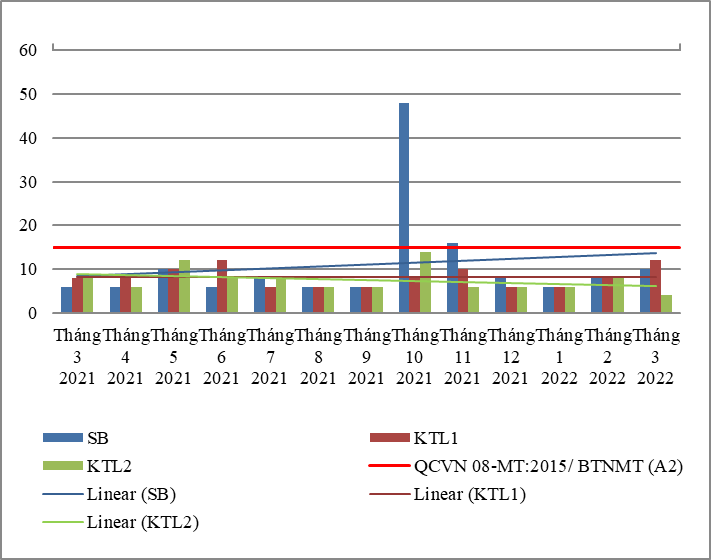 60
50
40
30
20
10
0
Tháng 3 2021
Tháng 4 2021
Tháng 5 2021
Tháng 6 2021
Tháng 7 2021
Tháng 8 2021
Tháng 9 2021
Tháng 10 2021
Tháng 11 2021
Tháng 12 2021
Tháng 1 2022
Tháng 2 2022
Tháng 3 2022
SB
KTL1
KTL2
QCVN 08-MT:2015/ BTNMT (A2)
Linear (SB)
Linear (KTL1)
Linear (KTL2)